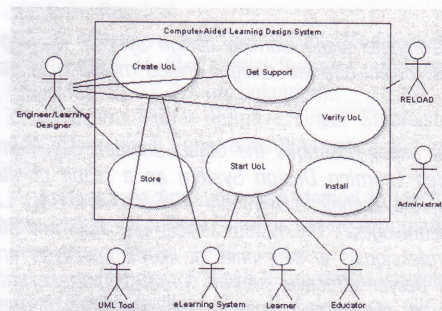 Computer-Aided Learning Design System
Create UoL
Get Support
Engineer/Learning
Designer
RELOAD
Verify UoL
Store
Start UoL
Install
Administrat
UML Tool
eLearning System
Learner
Educator